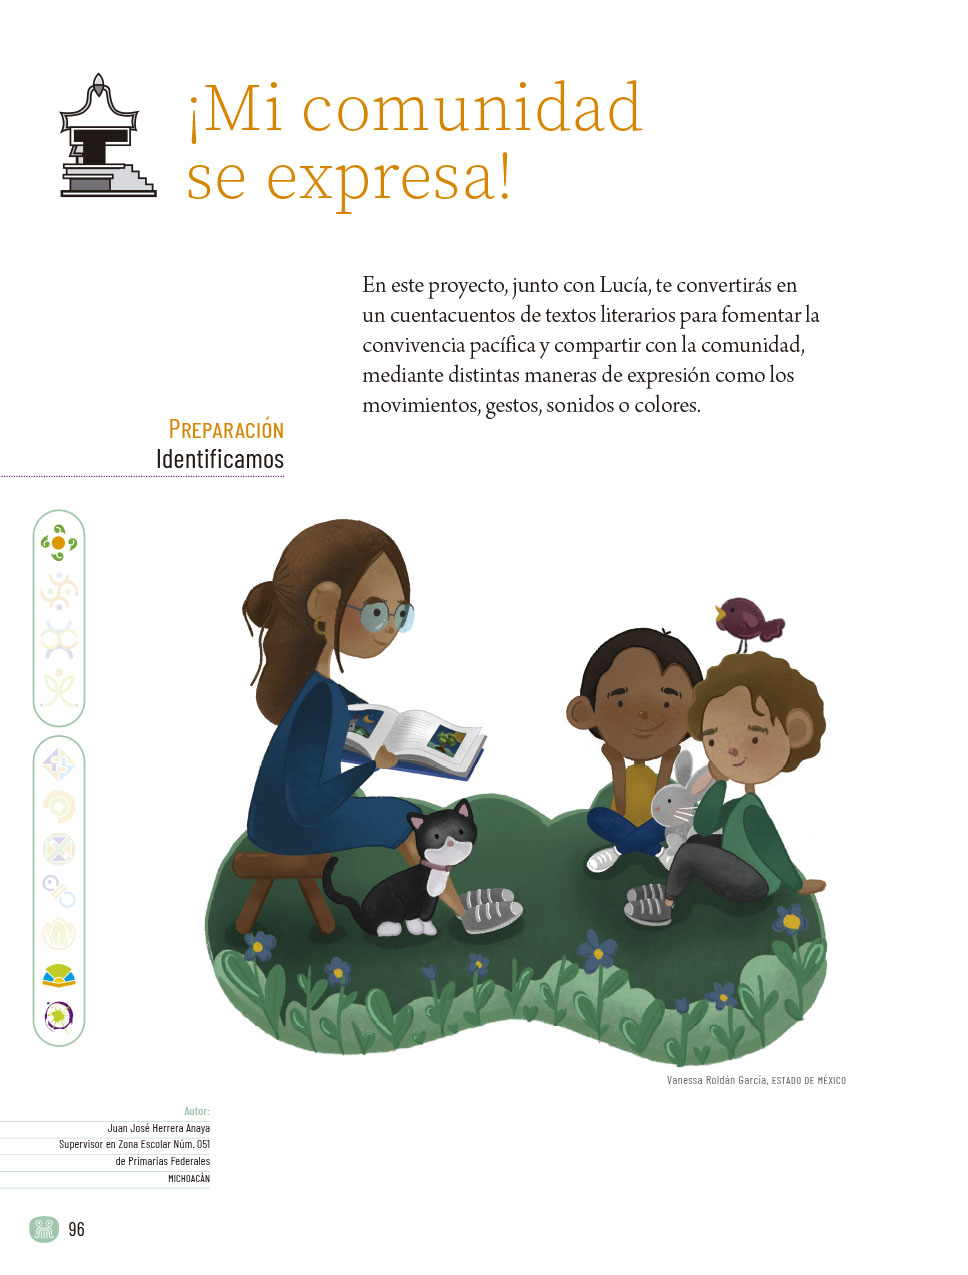 ¡Mi comunidad
se expresa!
En este proyecto, junto con Lucía, te convertirás en
un cuentacuentos de textos literarios para fomentar la
convivencia pacífica y compartir con la comunidad,
mediante distintas maneras de expresión como los
movimientos, gestos, sonidos o colores.
PREPARACIÓN
Identificamos
Vanessa Roldán García, ESTADO DE MÉXICO
Autor:
Juan José Herrera Anaya
Supervisor en Zona Escolar Núm. 051
de Primarias Federales
MICHOACÁN
96